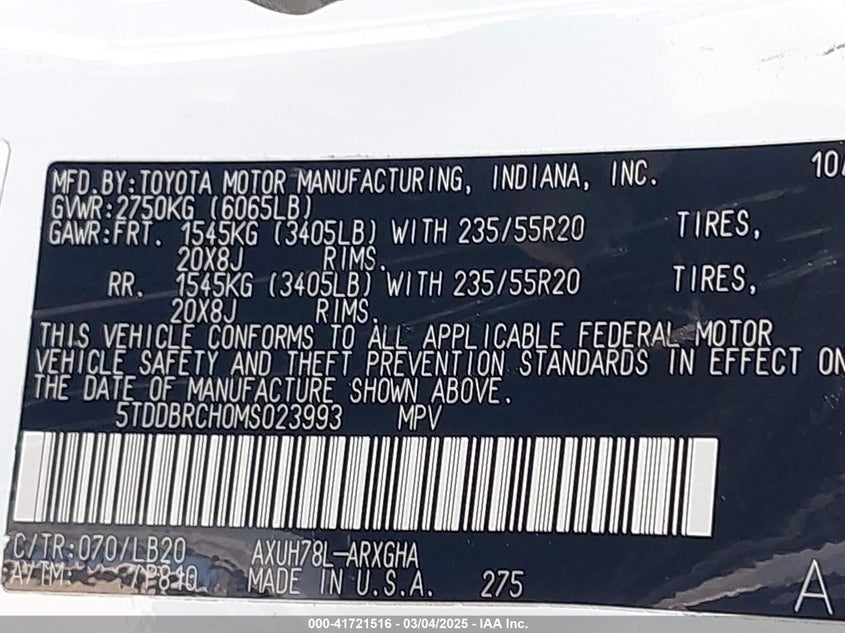 MFD.BY:TOYOTA MOTOR MANUFACTURING, INDIANA, INC. 10/
GVWR:2750KG (6065LB)
GAWR:FRT. 1545KG (3405LB) WITH 235/55R20 TIRES,
20X8J RIMS.
RR. 1545KG (3405LB) WITH 235/55R20 TIRES,
20X8J RIMS.
THIS VEHICLE CONFORMS TO ALL APPLICABLE FEDERAL MOTOR
VEHICLE SAFETY AND THEFT PREVENTION STANDARDS IN EFFECT ON
THE DATE OF MANUFACTURE SHOWN ABOVE.
5TDDBRCH0MS023993 MPV
C/TR:070/LB20 AXUH78L-ARXGHA
A/TM: /P810 MADE IN U.S.A. 275 A
000-41721516 - 03/04/2025 - IAA Inc.